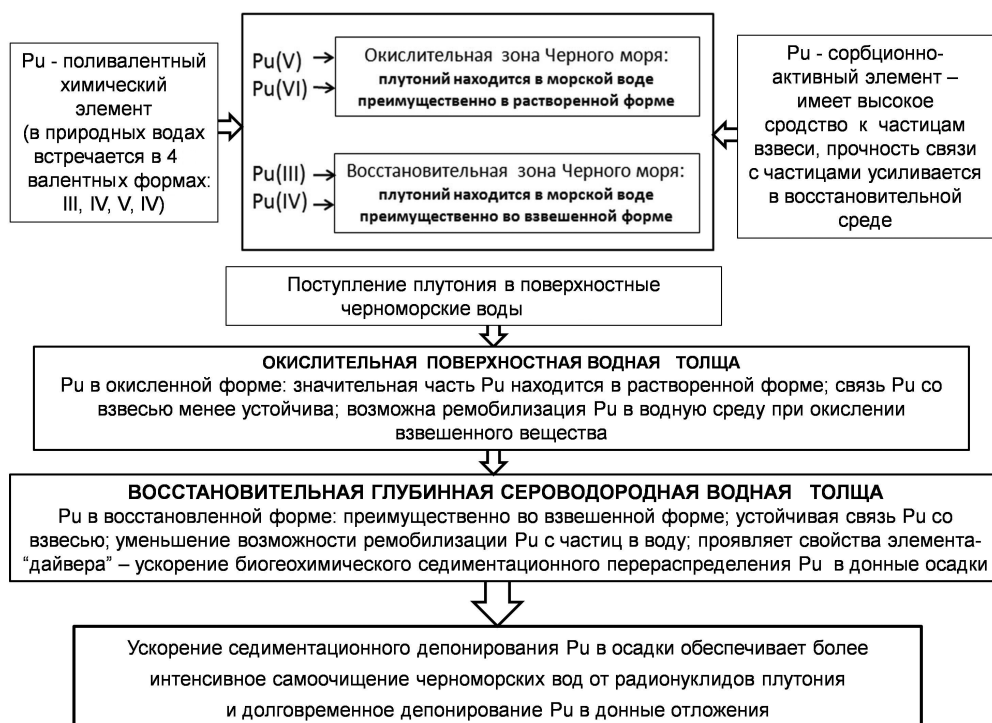 Pu - поливалентный
химический
элемент
(в природных водах
встречается в 4
валентных формах:
III, IV, V, IV)
Pu(V)
Pu(VI)
Окислительная зона Черного моря:
плутоний находится в морской воде
преимущественно в растворенной форме
Pu(III)
Pu(IV)
Восстановительная зона Черного моря:
плутоний находится в морской воде
преимущественно во взвешенной форме
Pu - сорбционно-
активный элемент –
имеет высокое
сродство к частицам
взвеси, прочность связи
с частицами усиливается
в восстановительной
среде
Поступление плутония в поверхностные
черноморские воды
ОКИСЛИТЕЛЬНАЯ ПОВЕРХНОСТНАЯ ВОДНАЯ ТОЛЩА
Pu в окисленной форме: значительная часть Pu находится в растворенной форме; связь Pu со
взвесью менее устойчива; возможна ремобилизация Pu в водную среду при окислении
взвешенного вещества
ВОССТАНОВИТЕЛЬНАЯ ГЛУБИННАЯ СЕРОВОДОРОДНАЯ ВОДНАЯ ТОЛЩА
Pu в восстановленной форме: преимущественно во взвешенной форме; устойчивая связь Pu со
взвесью; уменьшение возможности ремобилизации Pu с частиц в воду; проявляет свойства элемента-
“дайвера” – ускорение биогеохимического седиментационного перераспределения Pu в донные осадки
Ускорение седиментационного депонирования Pu в осадки обеспечивает более
интенсивное самоочищение черноморских вод от радионуклидов плутония
и долговременное депонирование Pu в донные отложения